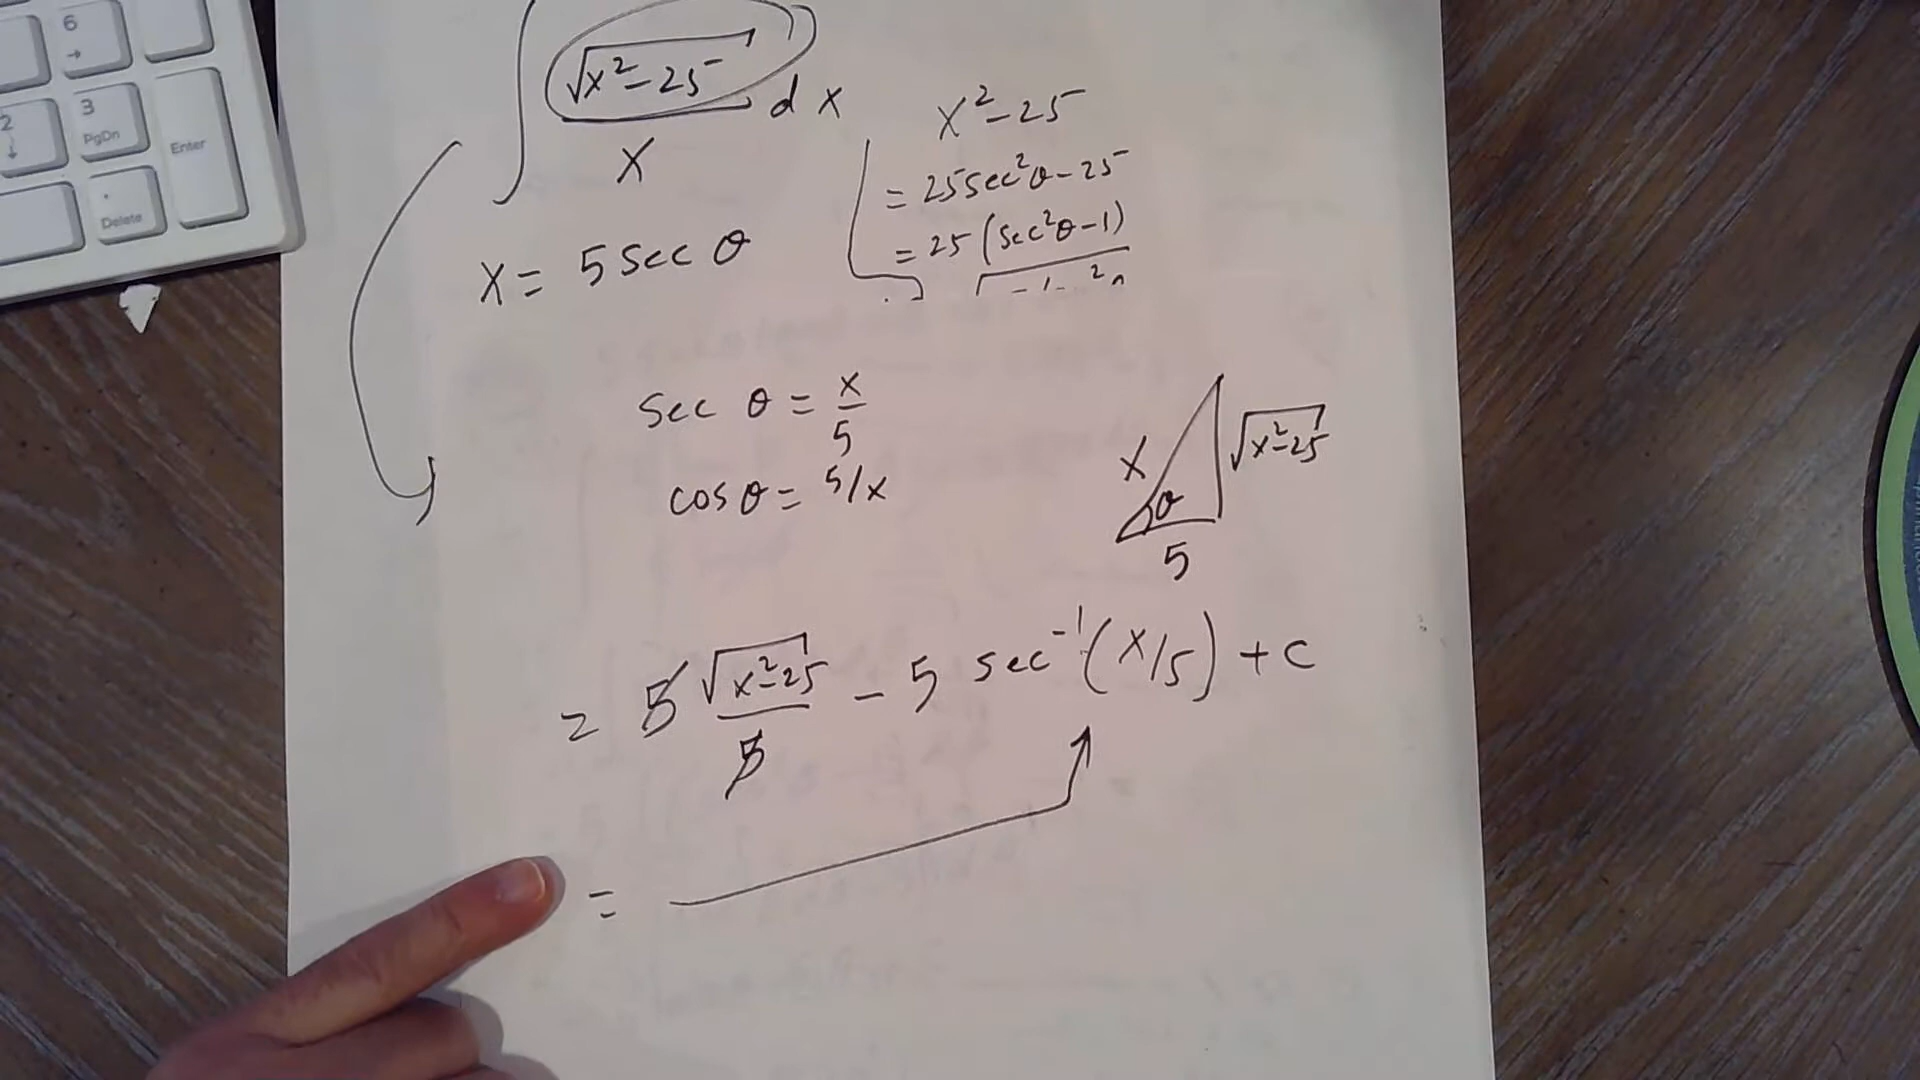 6
→
2
↓
3
PgDn
Enter
.
Delete
∫ √(x²-25) / x dx
x = 5 sec θ
x²-25
= 25sec²θ-25
= 25 (sec²θ-1)
sec θ = x/5
cos θ = 5/x
x
√(x²-25)
θ
5
= 5 √(x²-25) / 5 - 5 sec⁻¹(x/5) + c
=